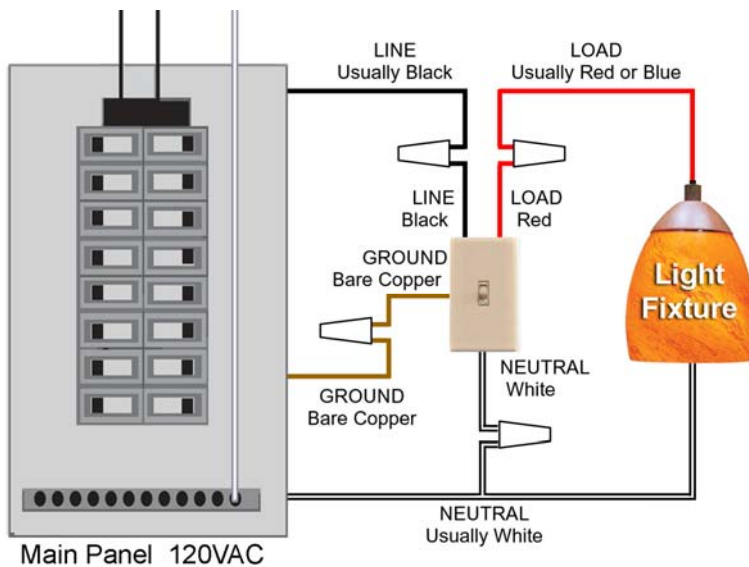 LINE
Usually Black
LOAD
Usually Red or Blue
LINE
Black
LOAD
Red
GROUND
Bare Copper
Light
Fixture
NEUTRAL
White
GROUND
Bare Copper
NEUTRAL
Usually White
Main Panel 120VAC